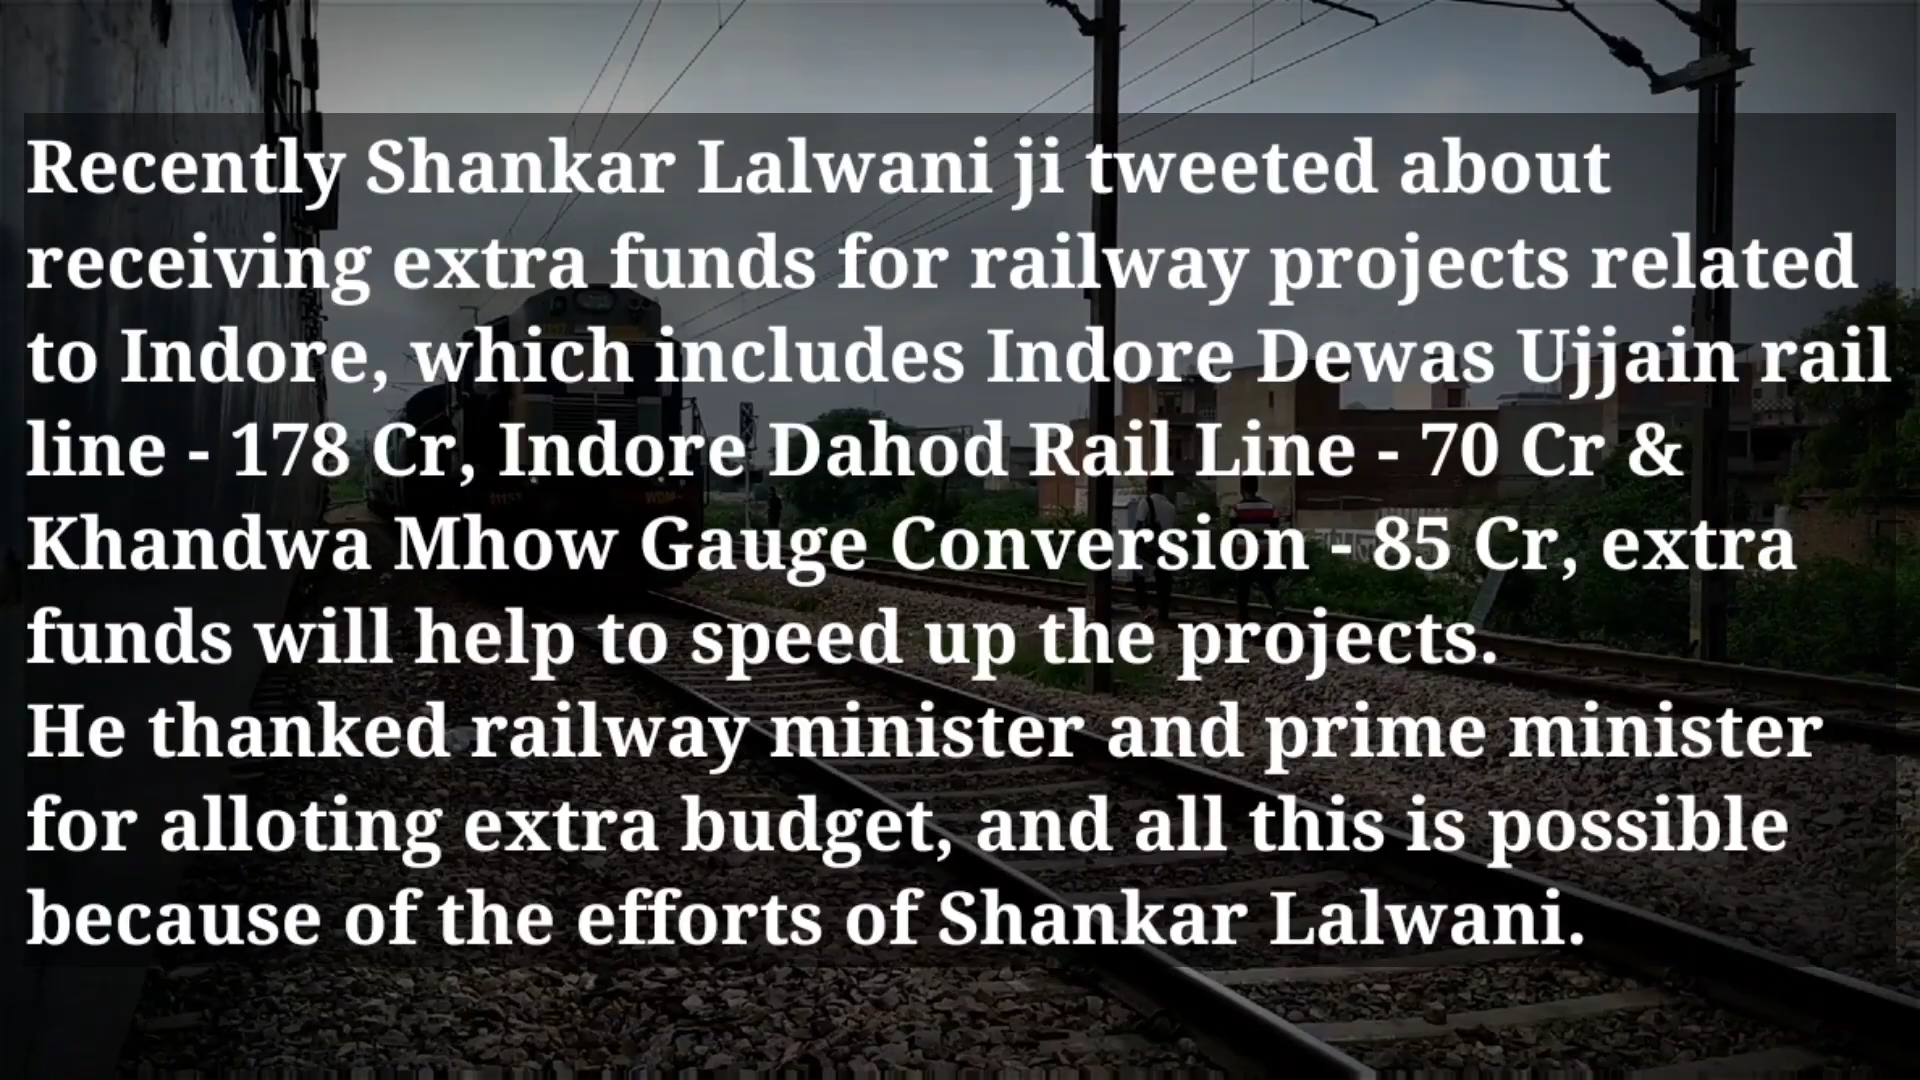 Recently Shankar Lalwani ji tweeted about
receiving extra funds for railway projects related
to Indore, which includes Indore Dewas Ujjain rail
line - 178 Cr, Indore Dahod Rail Line - 70 Cr &
Khandwa Mhow Gauge Conversion - 85 Cr, extra
funds will help to speed up the projects.
He thanked railway minister and prime minister
for alloting extra budget, and all this is possible
because of the efforts of Shankar Lalwani.